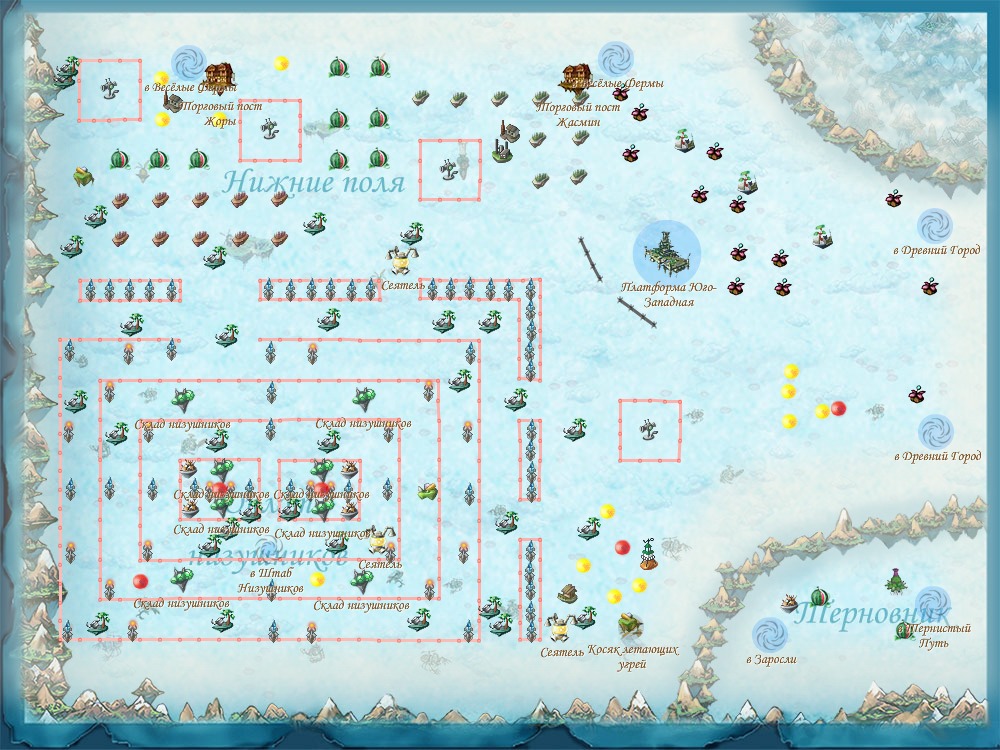 в Весёлые Фермы
Торговый пост
Жоры
Весёлые Фермы
Торговый пост
Жасмин
Нижние поля
в Древний Город
Сеятель
Платформа Юго-
Западная
Склад низушников
Склад низушников
в Древний Город
Склад низушников
Склад низушников
Склад низушников
Склад низушников
низушников
Сеятель
в Штаб
Низушников
Склад низушников
Склад низушников
Терновник
в Тернистый
Путь
Сеятель
Косяк летающих
угрей
в Заросли